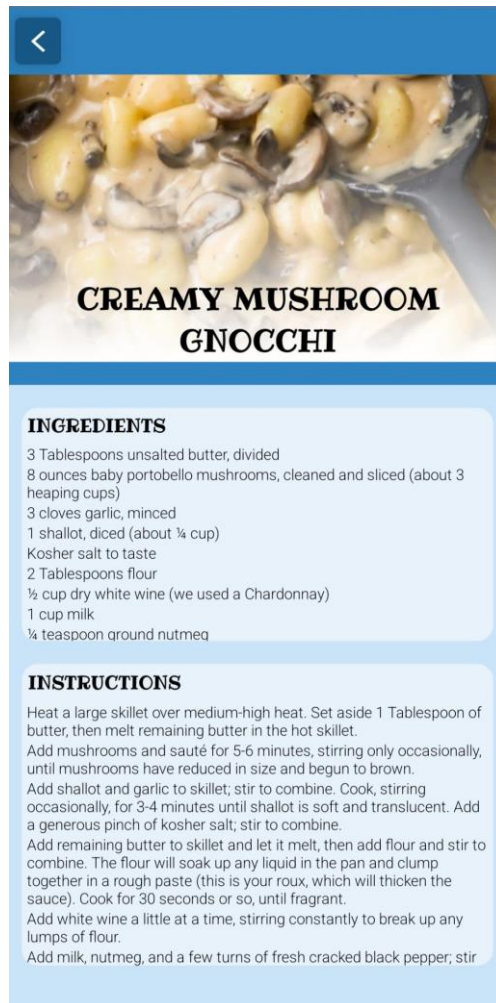 CREAMY MUSHROOM
GNOCCHI
INGREDIENTS
3 Tablespoons unsalted butter, divided
8 ounces baby portobello mushrooms, cleaned and sliced (about 3
heaping cups)
3 cloves garlic, minced
1 shallot, diced (about ¼ cup)
Kosher salt to taste
2 Tablespoons flour
½ cup dry white wine (we used a Chardonnay)
1 cup milk
¼ teaspoon ground nutmeg
INSTRUCTIONS
Heat a large skillet over medium-high heat. Set aside 1 Tablespoon of
butter, then melt remaining butter in the hot skillet.
Add mushrooms and sauté for 5-6 minutes, stirring only occasionally,
until mushrooms have reduced in size and begun to brown.
Add shallot and garlic to skillet; stir to combine. Cook, stirring
occasionally, for 3-4 minutes until shallot is soft and translucent. Add
a generous pinch of kosher salt; stir to combine.
Add remaining butter to skillet and let it melt, then add flour and stir to
combine. The flour will soak up any liquid in the pan and clump
together in a rough paste (this is your roux, which will thicken the
sauce). Cook for 30 seconds or so, until fragrant.
Add white wine a little at a time, stirring constantly to break up any
lumps of flour.
Add milk, nutmeg, and a few turns of fresh cracked black pepper; stir